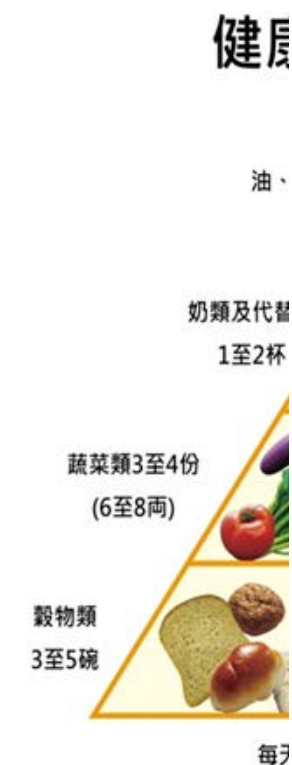 健康
油、
奶類及代替
1至2杯
蔬菜類3至4份
(6至8両)
穀物類
3至5碗
每天